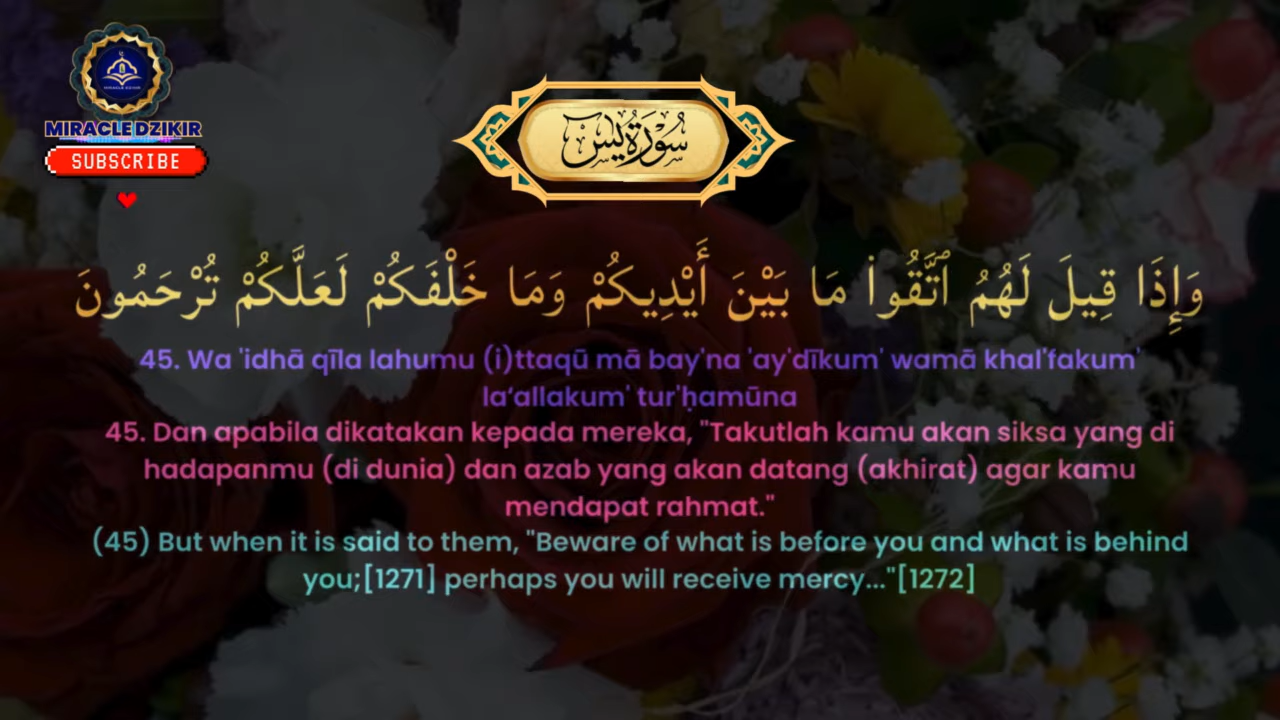 MIRACLE DZIKIR
MIRACLE DZIKIR
SUBSCRIBE
سُوْرَةُ يٰسٓ
وَإِذَا قِيلَ لَهُمُ ٱتَّقُوا۟ مَا بَيْنَ أَيْدِيكُمْ وَمَا خَلْفَكُمْ لَعَلَّكُمْ تُرْحَمُونَ
45. Wa 'idhā qīla lahumu (i)ttaqū mā bay'na 'ay'dīkum' wamā khal'fakum'
la‘allakum' tur'ḥamūna
45. Dan apabila dikatakan kepada mereka, "Takutlah kamu akan siksa yang di
hadapanmu (di dunia) dan azab yang akan datang (akhirat) agar kamu
mendapat rahmat."
(45) But when it is said to them, "Beware of what is before you and what is behind
you;[1271] perhaps you will receive mercy..."[1272]